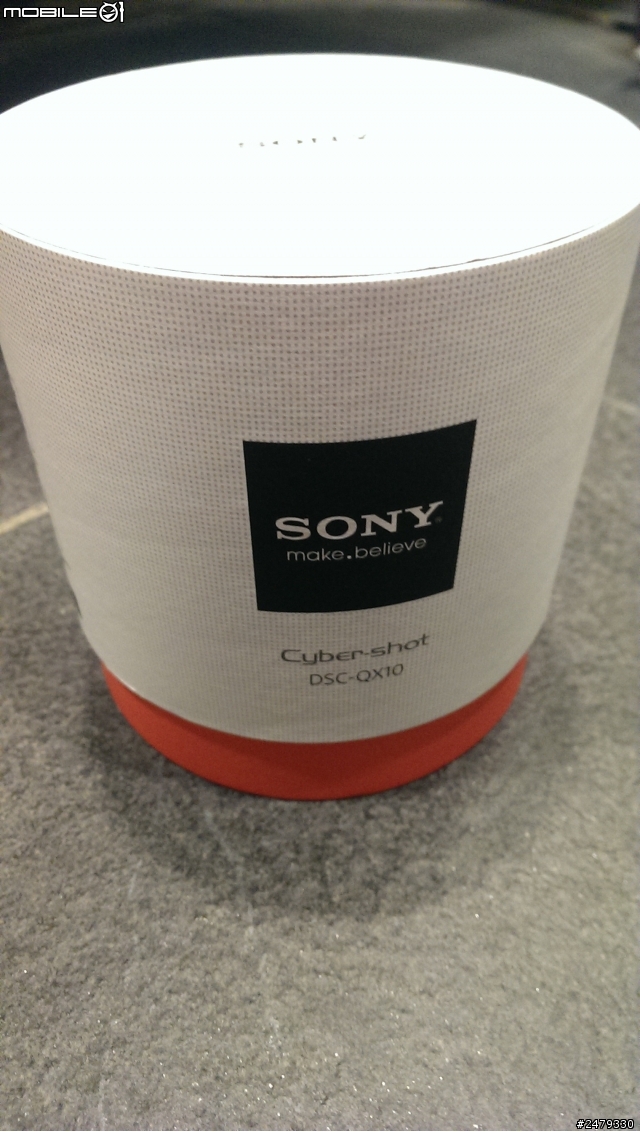 MOBILE01
SONY
make.believe
Cyber-shot
DSC-QX10
#2479330